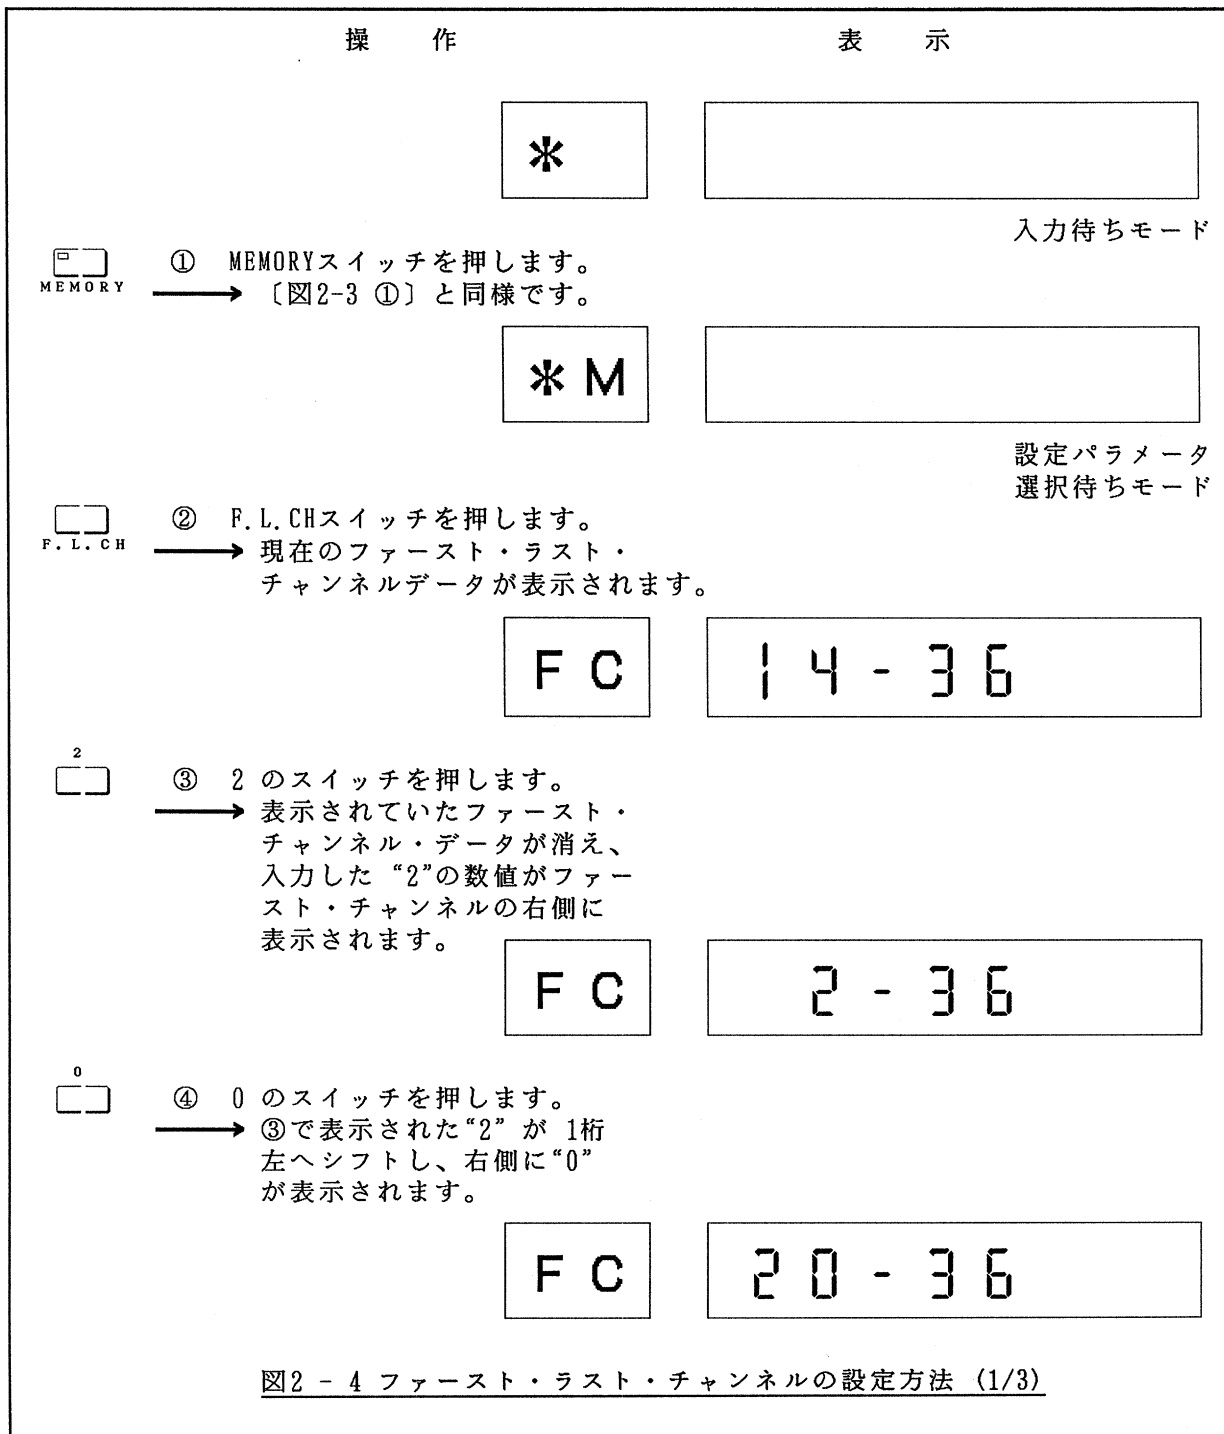 操　作　表　示
*
入力待ちモード
MEMORY ① MEMORYスイッチを押します。
〔図2-3 ①〕と同様です。
* M
設定パラメータ
選択待ちモード
F.L.CH ② F.L.CHスイッチを押します。
現在のファースト・ラスト・
チャンネルデータが表示されます。
F C 14-36
2
③ 2 のスイッチを押します。
表示されていたファースト・
チャンネル・データが消え、
入力した “2”の数値がファー
スト・チャンネルの右側に
表示されます。
F C 2-36
0
④ 0 のスイッチを押します。
③で表示された“2” が 1桁
左へシフトし、右側に“0”
が表示されます。
F C 20-36
図2 - 4 ファースト・ラスト・チャンネルの設定方法 (1/3)